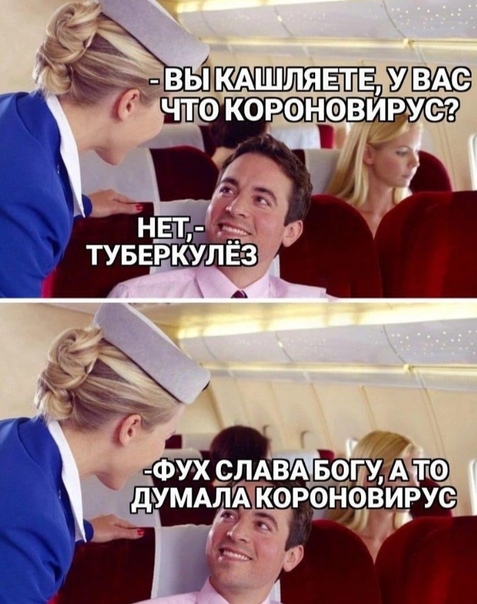 - ВЫ КАШЛЯЕТЕ, У ВАС
ЧТО КОРОНОВИРУС?
НЕТ,-
ТУБЕРКУЛЁЗ
-ФУХ СЛАВА БОГУ, А ТО
ДУМАЛА КОРОНОВИРУС